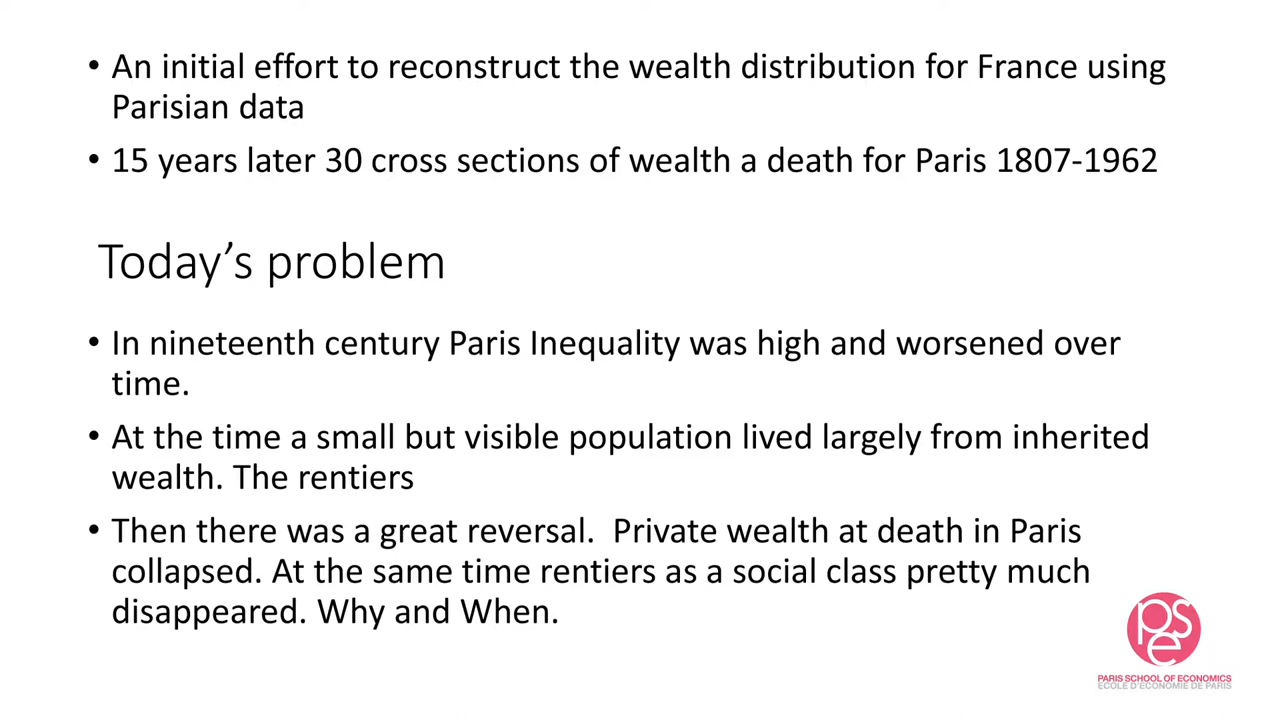 • An initial effort to reconstruct the wealth distribution for France using
Parisian data
• 15 years later 30 cross sections of wealth a death for Paris 1807-1962
Today’s problem
• In nineteenth century Paris Inequality was high and worsened over
time.
• At the time a small but visible population lived largely from inherited
wealth. The rentiers
• Then there was a great reversal.  Private wealth at death in Paris
collapsed. At the same time rentiers as a social class pretty much
disappeared. Why and When.
pse
PARIS SCHOOL OF ECONOMICS
ECOLE D'ECONOMIE DE PARIS